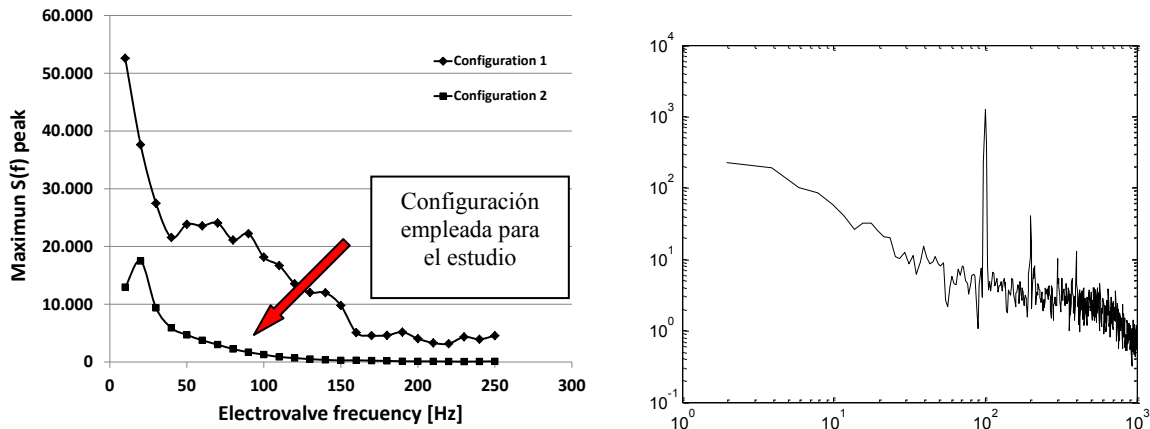 60.000
50.000
40.000
30.000
20.000
10.000
0
Maximun S(f) peak
Configuration 1
Configuration 2
Configuración
empleada para
el estudio
0 50 100 150 200 250 300
Electrovalve frecuency [Hz]
10^4
10^3
10^2
10^1
10^0
10^-1
10^0 10^1 10^2 10^3